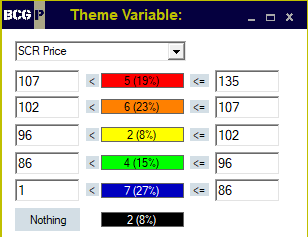 BCG P Theme Variable:
SCR Price
107 < 5 (19%) <= 135
102 < 6 (23%) <= 107
96 < 2 (8%) <= 102
86 < 4 (15%) <= 96
1 < 7 (27%) <= 86
Nothing 2 (8%)